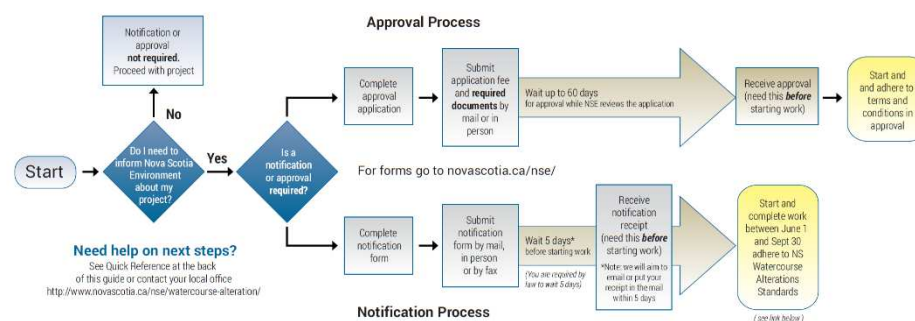 Approval Process
Notification or
approval
not required.
Proceed with project
No
Start
Do I need to
inform Nova Scotia
Environment
about my
project?
Yes
Is a
notification
or approval
required?
Complete
approval
application
Submit
application fee
and required
documents by
mail or in
person
Wait up to 60 days
for approval while NSE reviews the application
Receive approval
(need this before
starting work)
Start and
and adhere to
terms and
conditions in
approval
For forms go to novascotia.ca/nse/
Complete
notification
form
Submit
notification
form by mail,
in person
or by fax
Wait 5 days*
before starting work
(You are required by
law to wait 5 days)
Receive
notification
receipt
(need this before
starting work)
*Note: we will aim to
email or put your
receipt in the mail
within 5 days
Start and
complete work
between June 1
and Sept 30
adhere to NS
Watercourse
Alterations
Standards
( see link below )
Need help on next steps?
See Quick Reference at the back
of this guide or contact your local office
http://www.novascotia.ca/nse/watercourse-alteration/
Notification Process